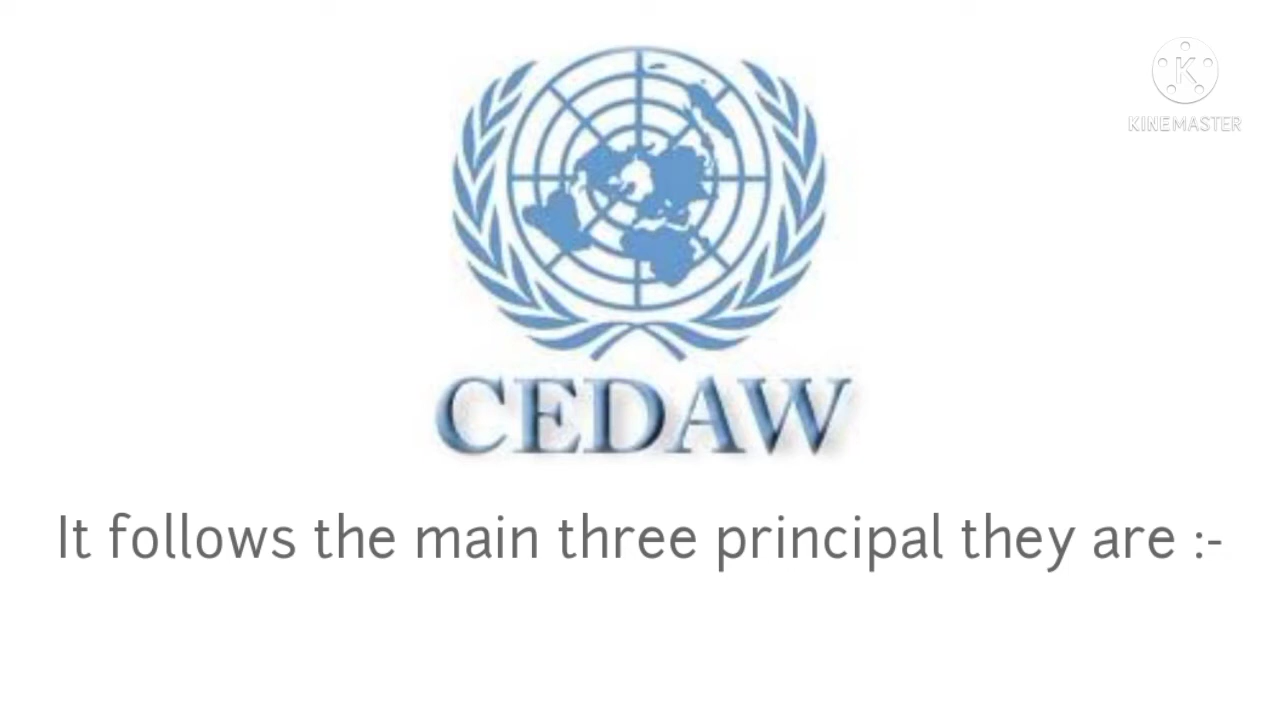 K
KINEMASTER
CEDAW
It follows the main three principal they are :-